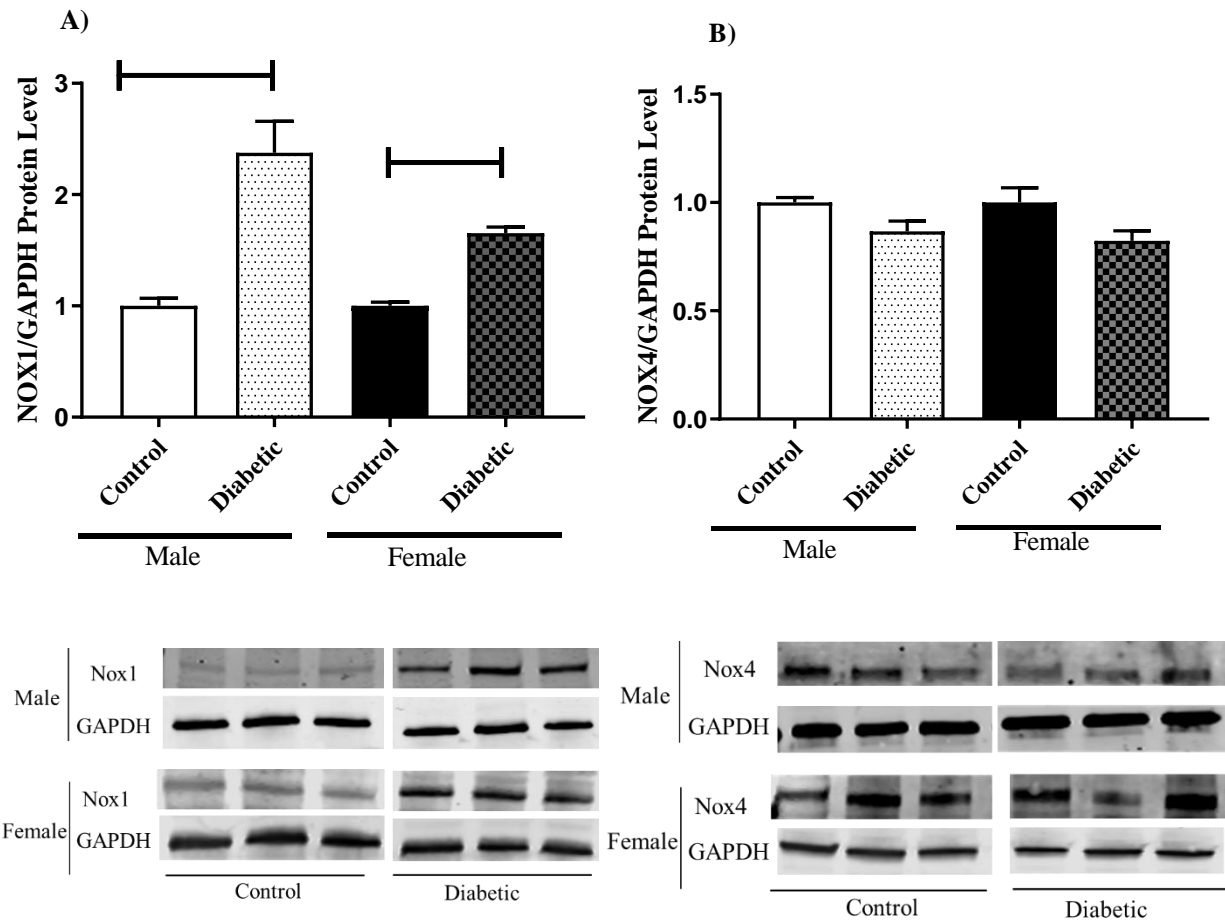 A)
NOX1/GAPDH Protein Level
3
2
1
0
Control
Diabetic
Control
Diabetic
Male
Female
B)
NOX4/GAPDH Protein Level
1.5
1.0
0.5
0.0
Control
Diabetic
Control
Diabetic
Male
Female
Male
Nox1
GAPDH
Female
Nox1
GAPDH
Control
Diabetic
Male
Nox4
GAPDH
Female
Nox4
GAPDH
Control
Diabetic